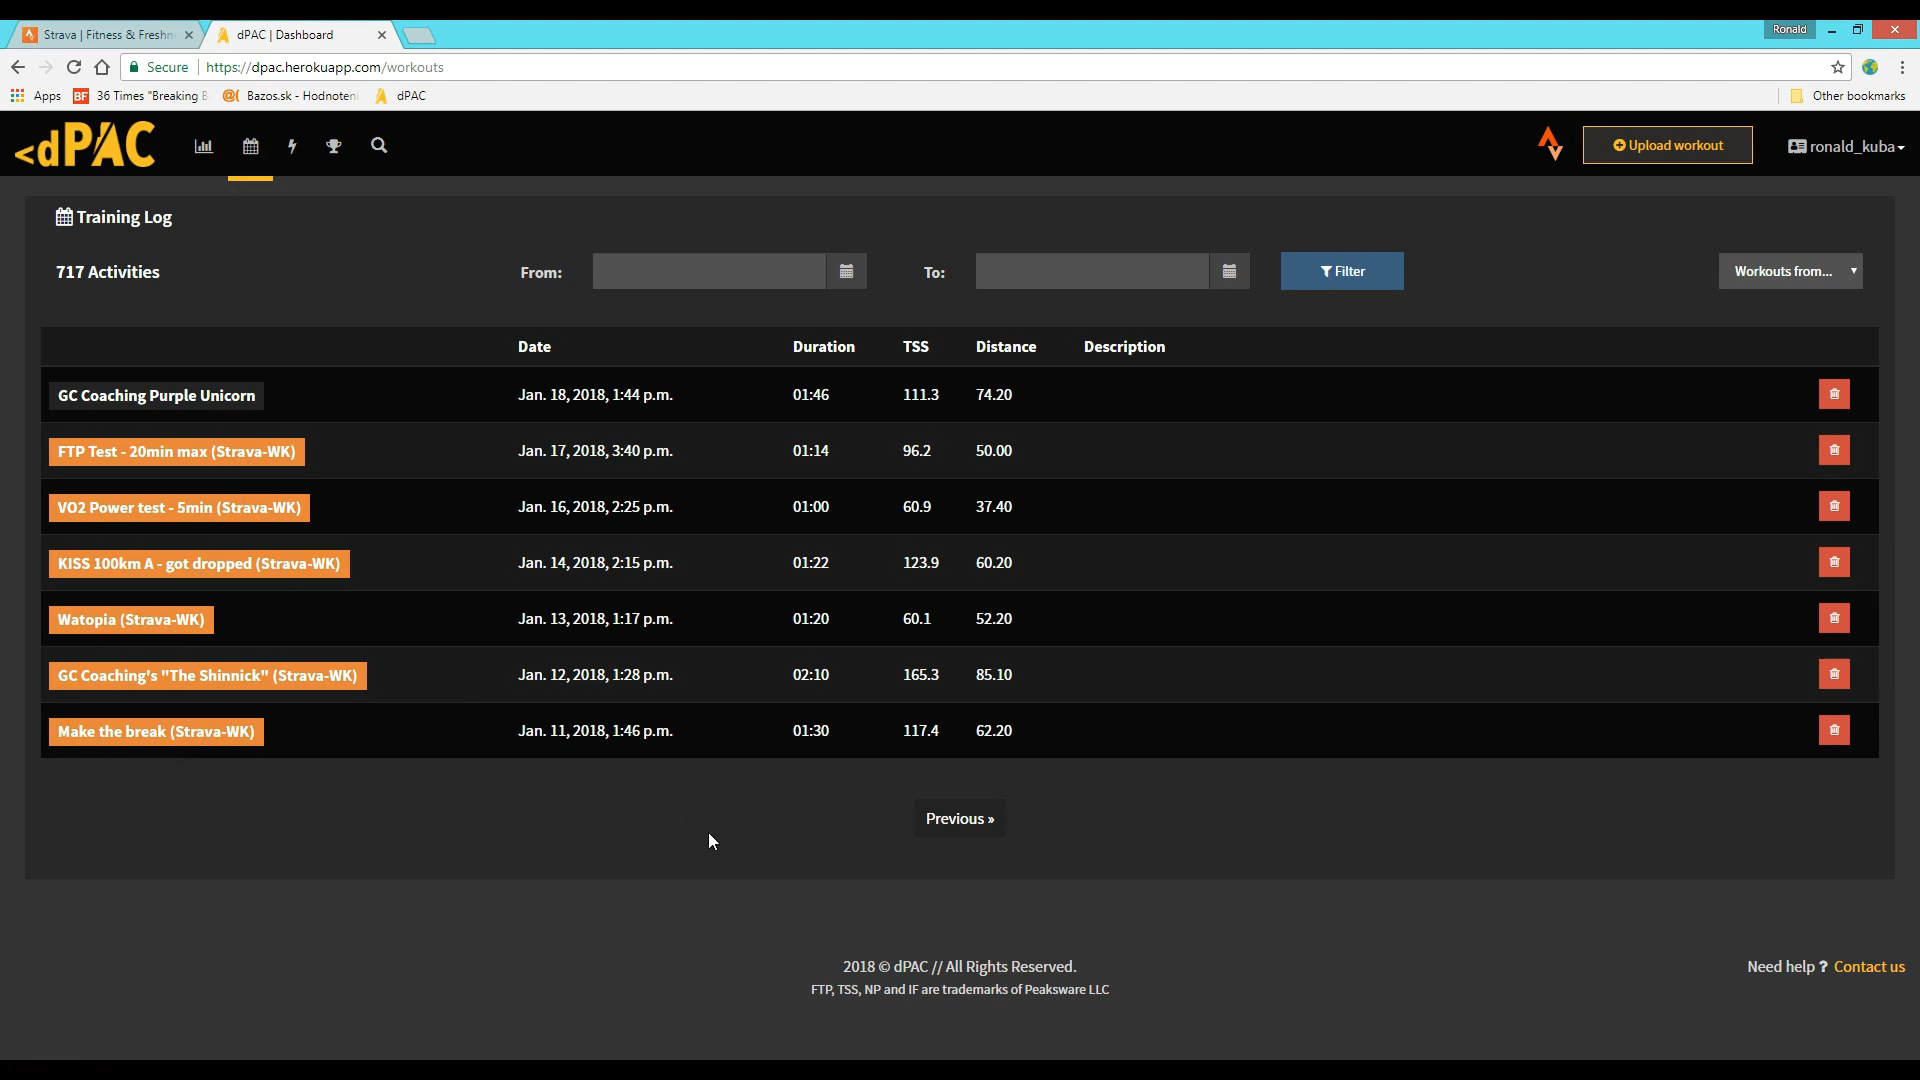 Strava | Fitness & Freshn
dPAC | Dashboard
Ronald
Secure
https://dpac.herokuapp.com/workouts
Apps
BF
36 Times "Breaking B
Bazos.sk - Hodnoten
dPAC
Other bookmarks
<dPAC
Upload workout
ronald_kuba
Training Log
717 Activities
From:
To:
Filter
Workouts from...
Date Duration TSS Distance Description
GC Coaching Purple Unicorn Jan. 18, 2018, 1:44 p.m. 01:46 111.3 74.20
FTP Test - 20min max (Strava-WK) Jan. 17, 2018, 3:40 p.m. 01:14 96.2 50.00
VO2 Power test - 5min (Strava-WK) Jan. 16, 2018, 2:25 p.m. 01:00 60.9 37.40
KISS 100km A - got dropped (Strava-WK) Jan. 14, 2018, 2:15 p.m. 01:22 123.9 60.20
Watopia (Strava-WK) Jan. 13, 2018, 1:17 p.m. 01:20 60.1 52.20
GC Coaching's "The Shinnick" (Strava-WK) Jan. 12, 2018, 1:28 p.m. 02:10 165.3 85.10
Make the break (Strava-WK) Jan. 11, 2018, 1:46 p.m. 01:30 117.4 62.20
Previous »
2018 © dPAC // All Rights Reserved.
Need help ? Contact us
FTP, TSS, NP and IF are trademarks of Peaksware LLC